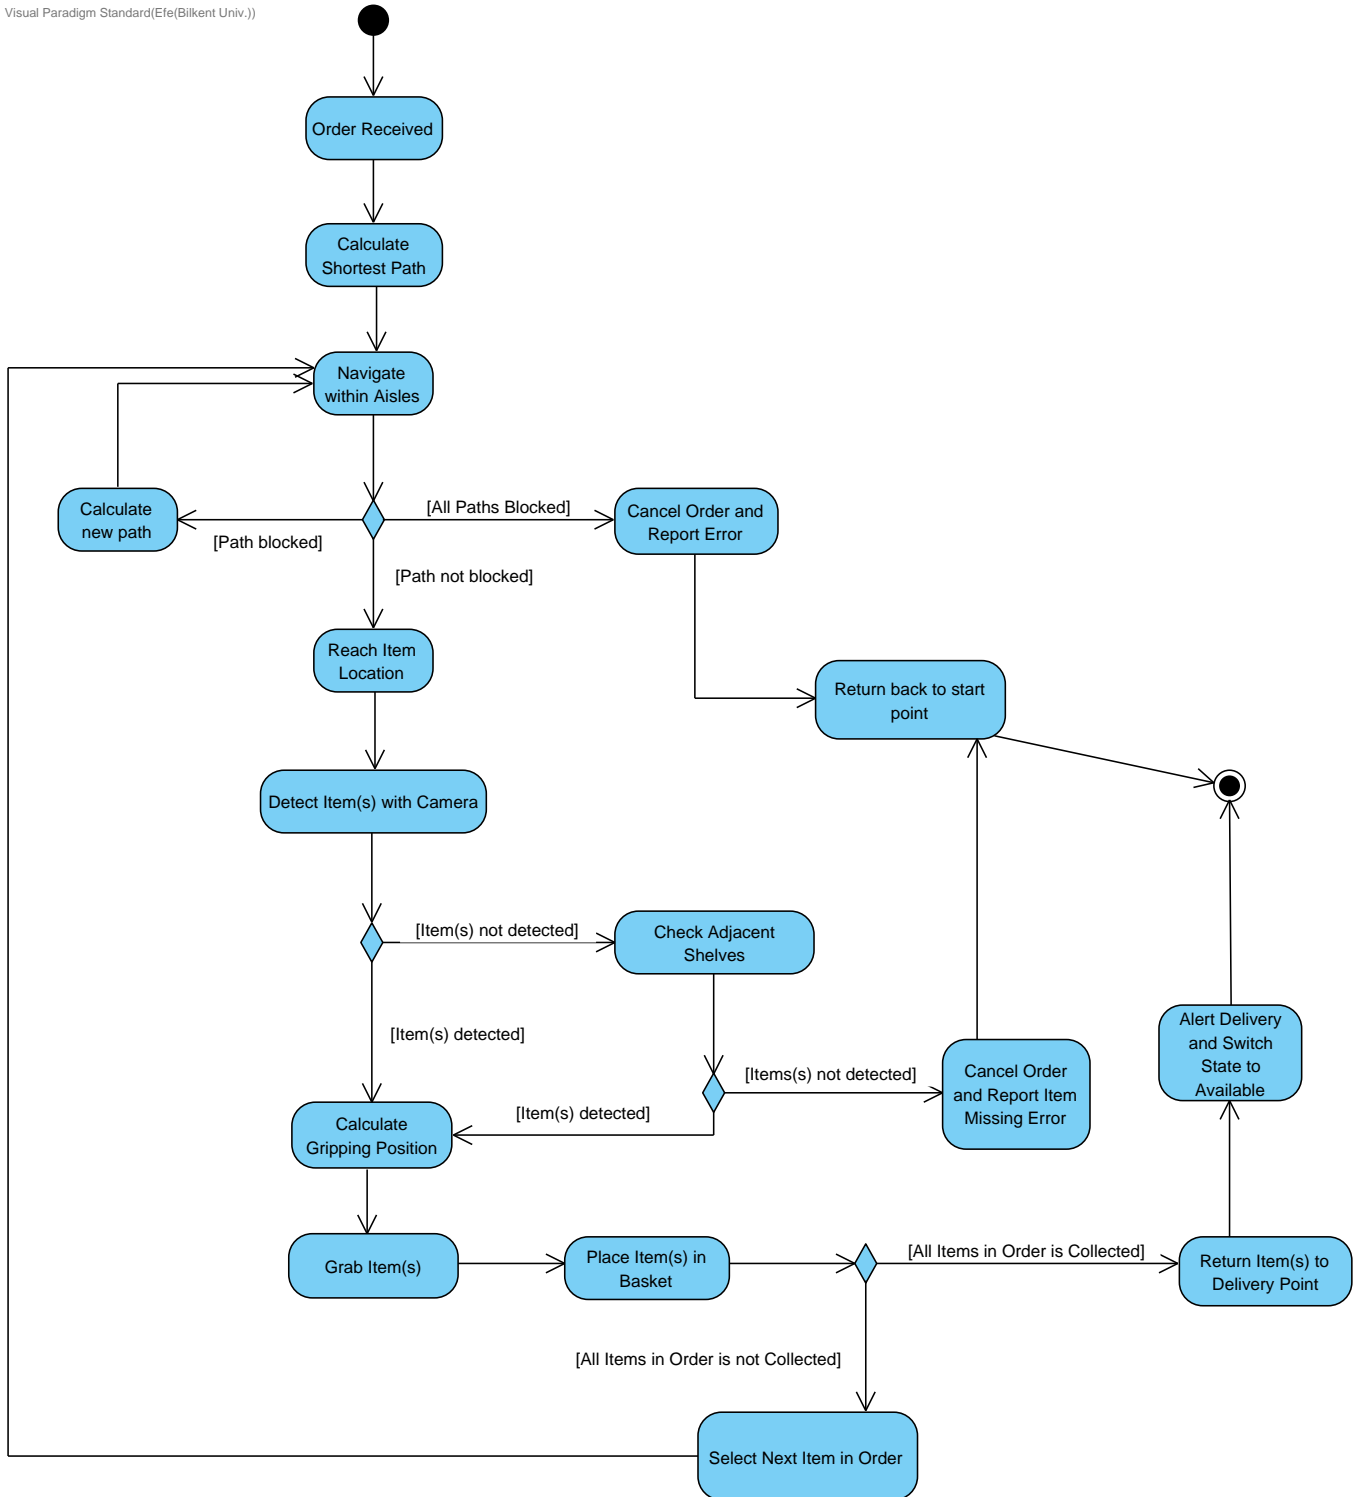 Visual Paradigm Standard(Efe(Bilkent Univ.))
Order Received
Calculate
Shortest Path
Navigate
within Aisles
Calculate
new path
[Path blocked]
[All Paths Blocked]
Cancel Order and
Report Error
[Path not blocked]
Reach Item
Location
Return back to start
point
Detect Item(s) with Camera
[Item(s) not detected]
Check Adjacent
Shelves
[Item(s) detected]
[Items(s) not detected]
Cancel Order
and Report Item
Missing Error
Alert Delivery
and Switch
State to
Available
[Item(s) detected]
Calculate
Gripping Position
Grab Item(s)
Place Item(s) in
Basket
[All Items in Order is Collected]
Return Item(s) to
Delivery Point
[All Items in Order is not Collected]
Select Next Item in Order